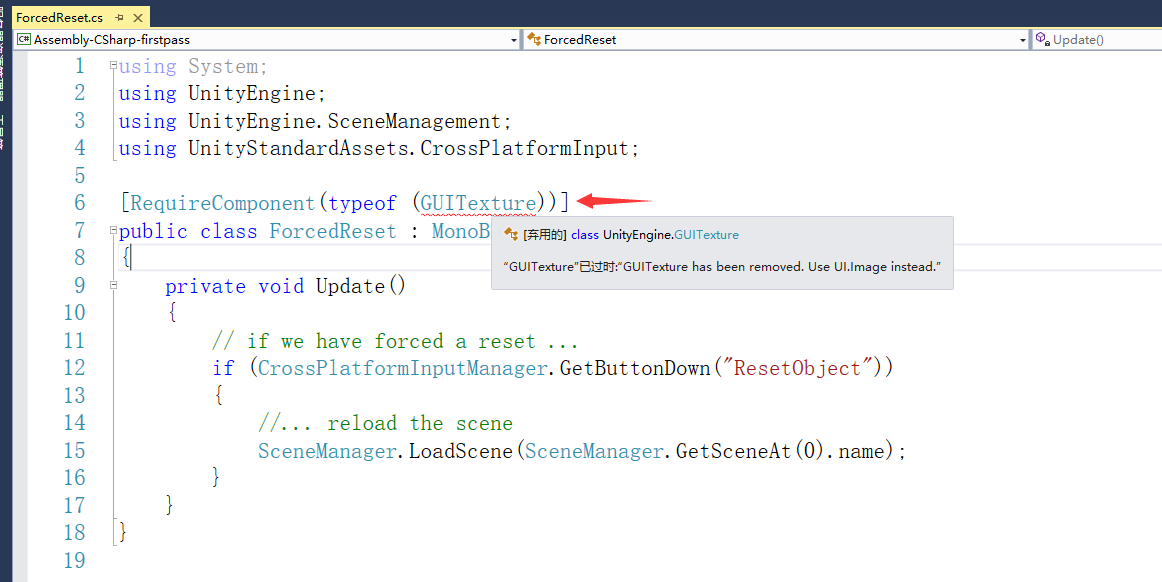 ForcedReset.cs
C# Assembly-CSharp-firstpass
ForcedReset
Update()
1 using System;
2 using UnityEngine;
3 using UnityEngine.SceneManagement;
4 using UnityStandardAssets.CrossPlatformInput;
5
6 [RequireComponent(typeof (GUITexture))]
7 public class ForcedReset : MonoB
[弃用的] class UnityEngine.GUITexture
8 {
“GUITexture”已过时:“GUITexture has been removed. Use UI.Image instead.”
9 private void Update()
10 {
11 // if we have forced a reset ...
12 if (CrossPlatformInputManager.GetButtonDown("ResetObject"))
13 {
14 //... reload the scene
15 SceneManager.LoadScene(SceneManager.GetSceneAt(0).name);
16 }
17 }
18 }
19